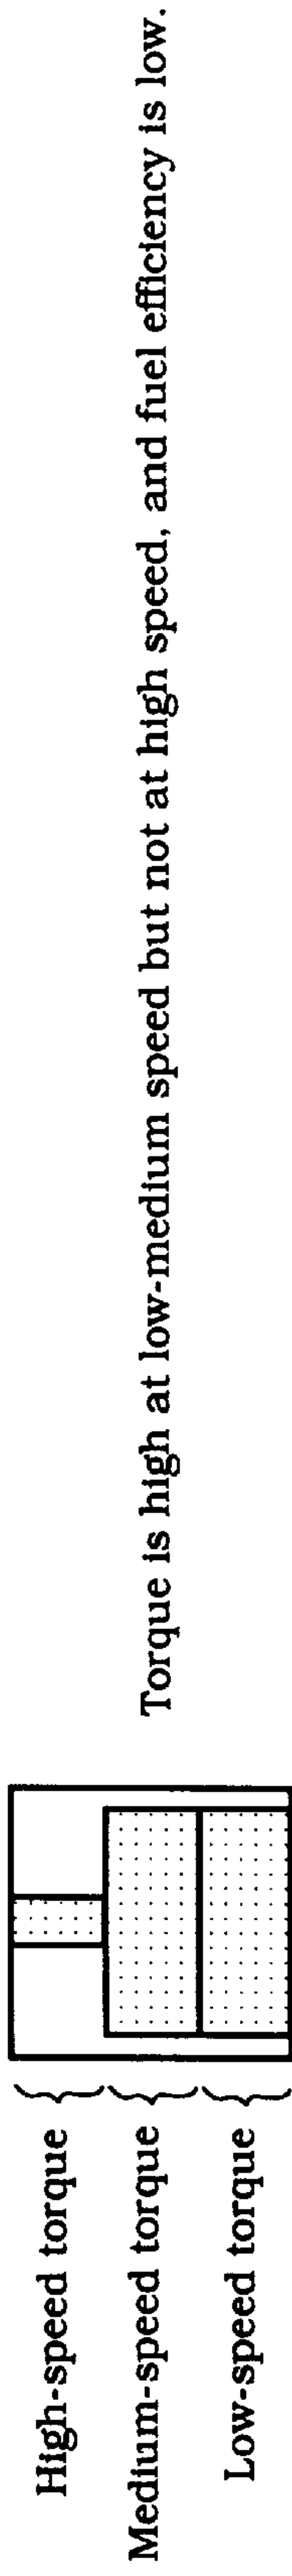 High-speed torque
Medium-speed torque
Low-speed torque
Torque is high at low-medium speed but not at high speed, and fuel efficiency is low.